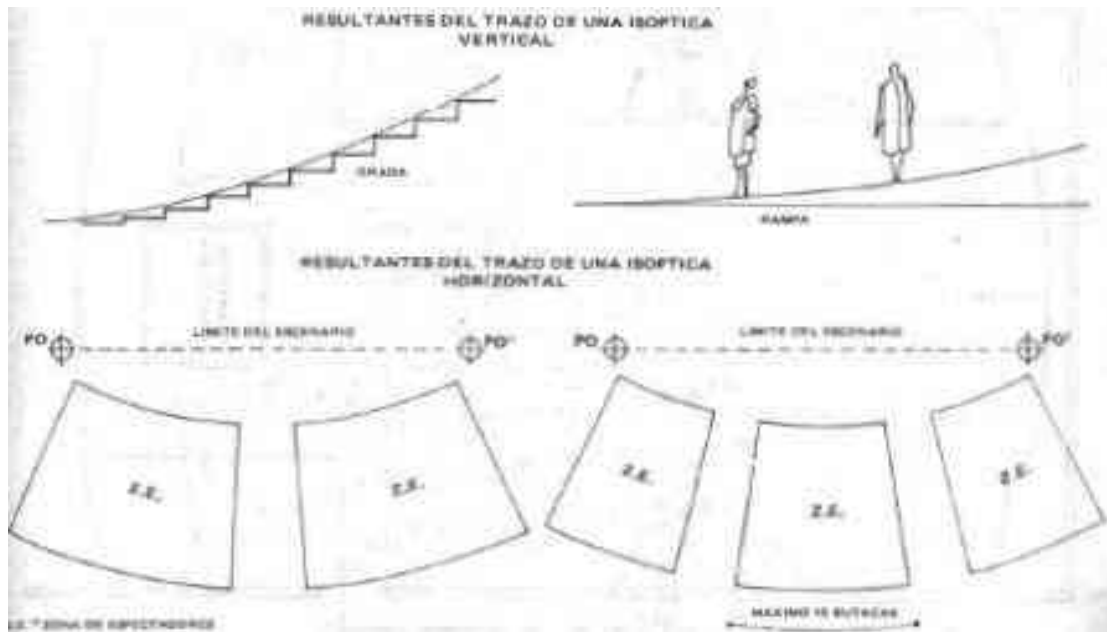 RESULTANTES DEL TRAZO DE UNA ISOPTICA
VERTICAL
GRADA
RAMPA
RESULTANTES DEL TRAZO DE UNA ISOPTICA
HORIZONTAL
PO LIMITE DEL ESCENARIO PO'
PO LIMITE DEL ESCENARIO PO'
Z.E. Z.E.
Z.E. Z.E. Z.E.
MAXIMO 15 BUTACAS
Z.E. = ZONA DE ESPECTADORES